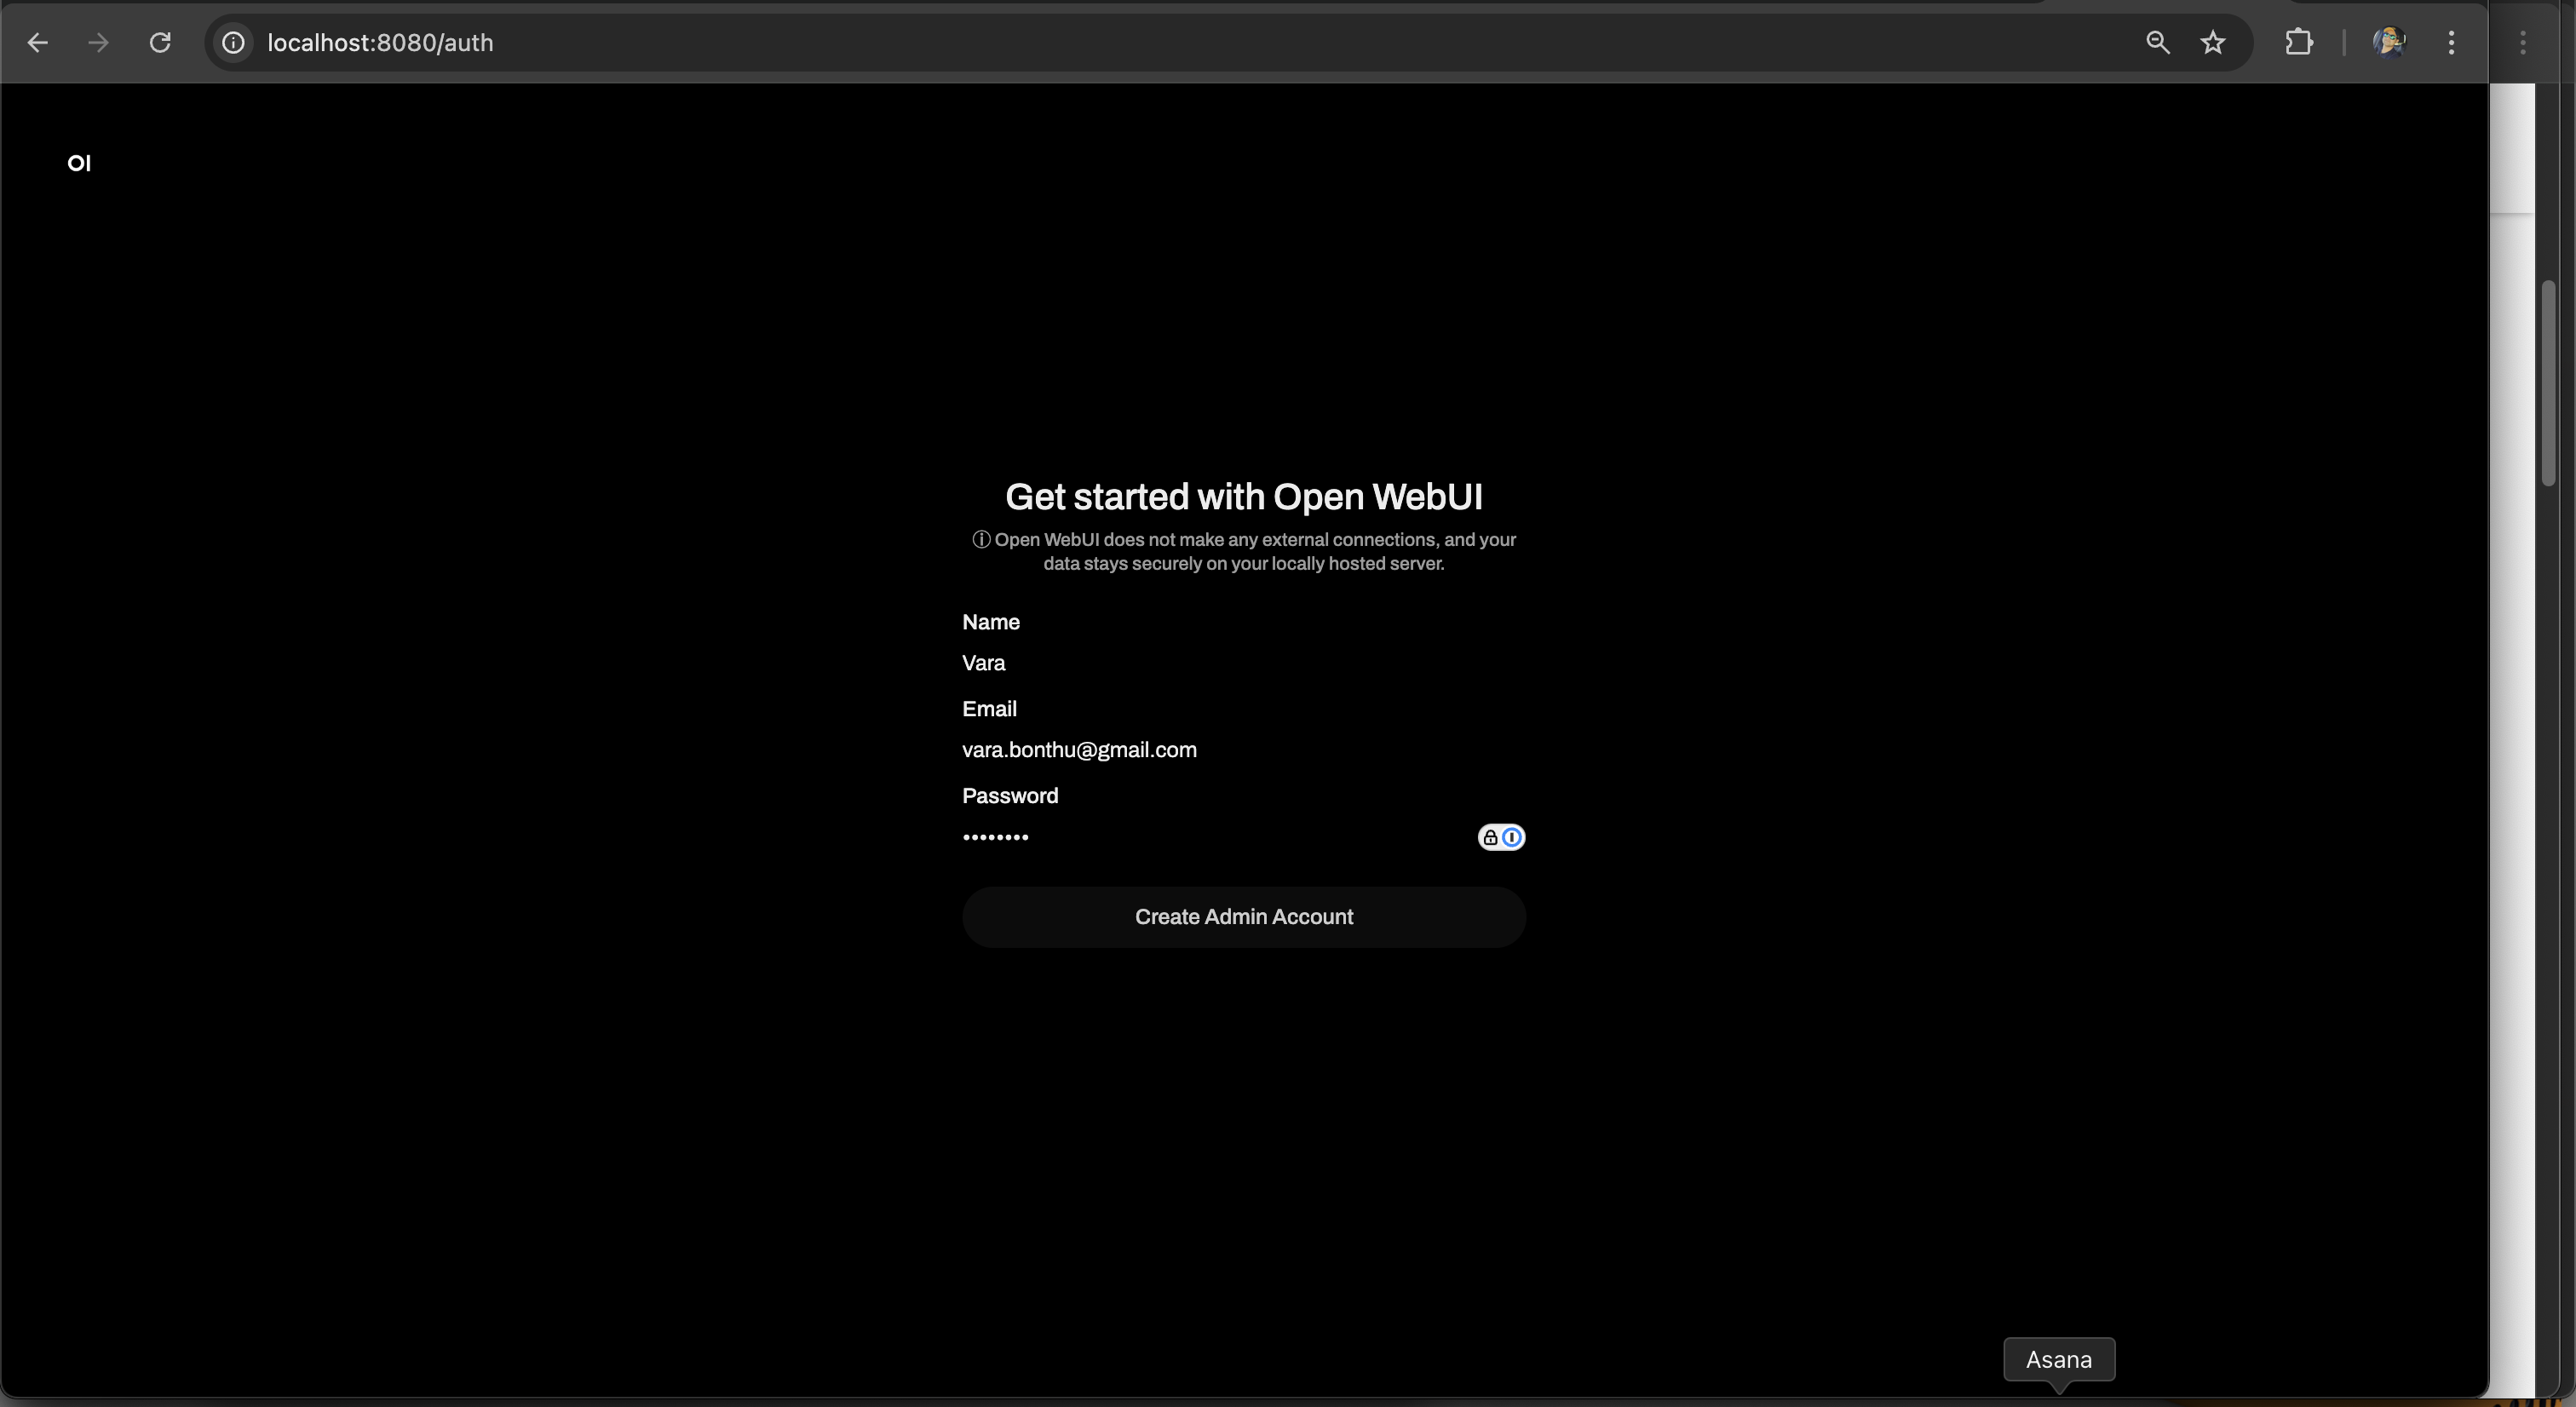 localhost:8080/auth
OI
Get started with Open WebUI
ⓘ Open WebUI does not make any external connections, and your
data stays securely on your locally hosted server.
Name
Vara
Email
vara.bonthu@gmail.com
Password
••••••••
Create Admin Account
Asana